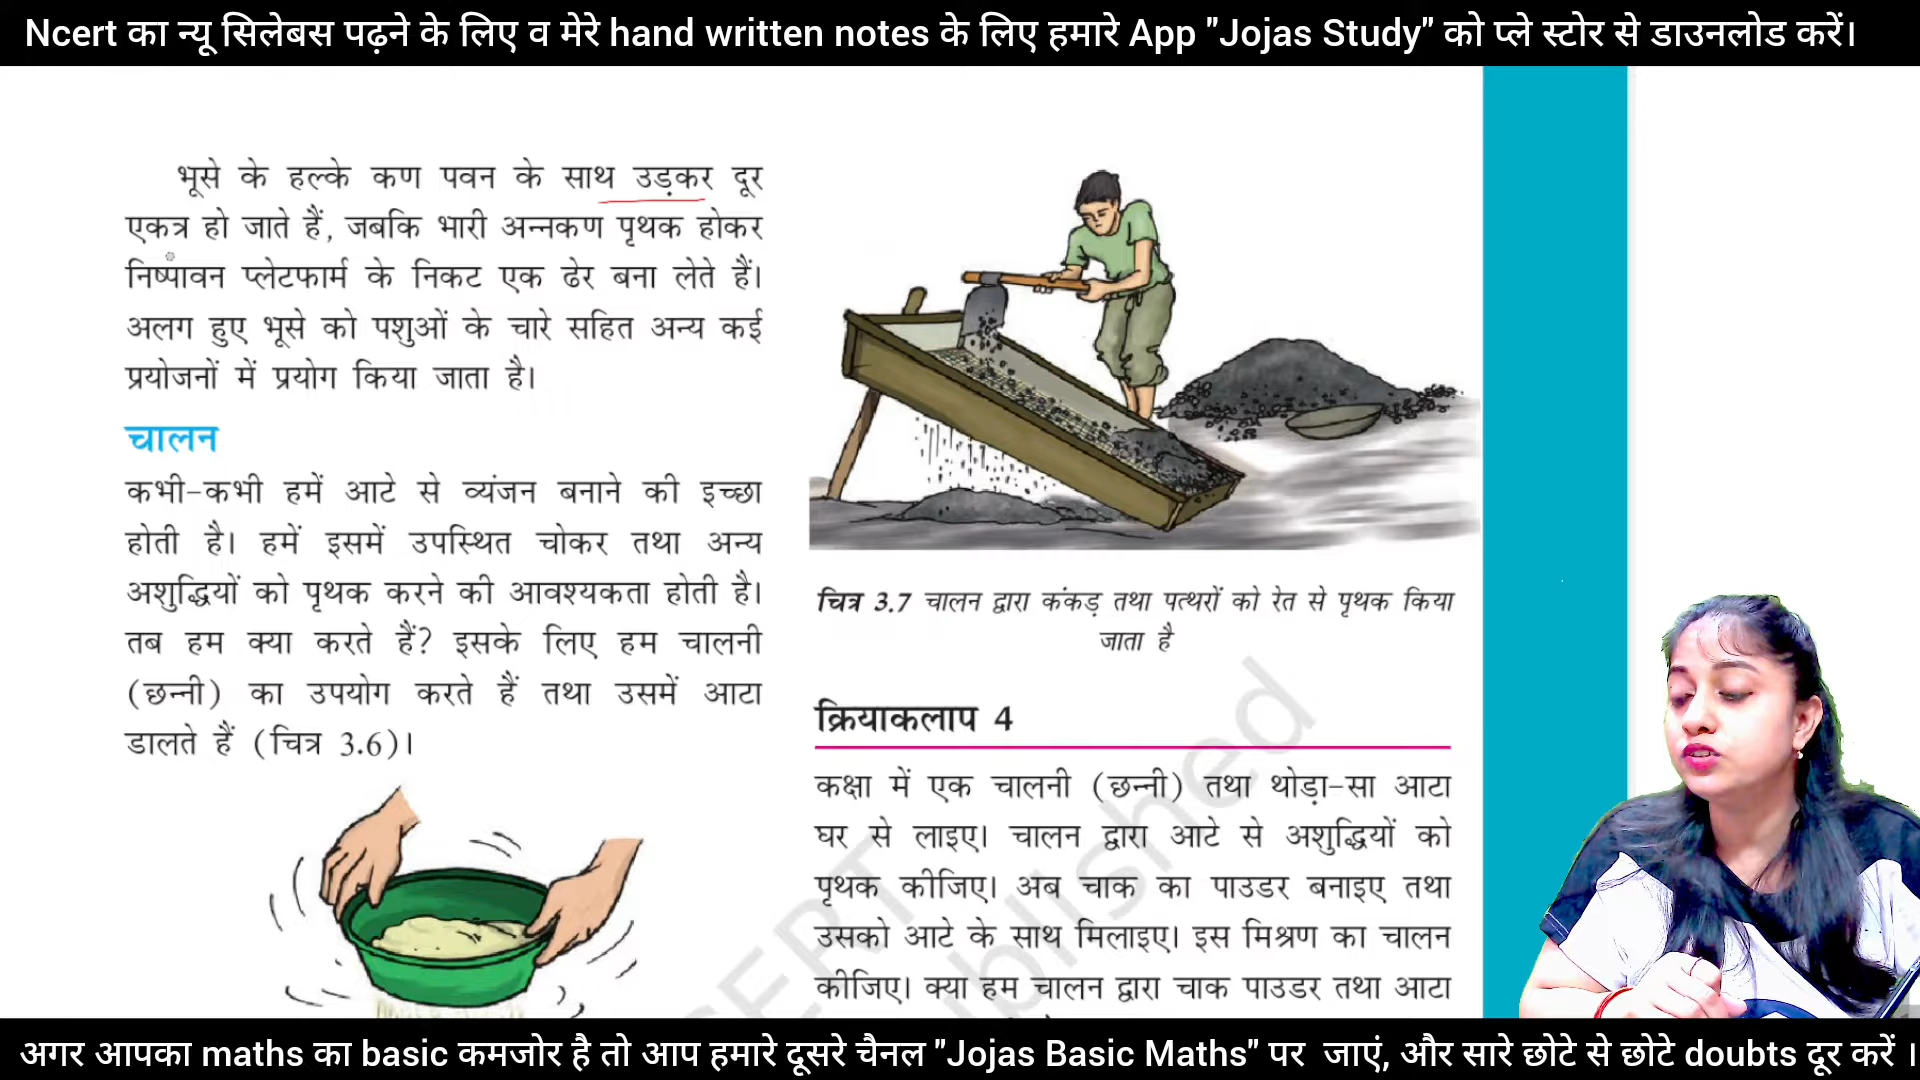 Ncert का न्यू सिलेबस पढ़ने के लिए व मेरे hand written notes के लिए हमारे App "Jojas Study" को प्ले स्टोर से डाउनलोड करें।
भूसे के हल्के कण पवन के साथ उड़कर दूर
एकत्र हो जाते हैं, जबकि भारी अन्नकण पृथक होकर
निष्पावन प्लेटफार्म के निकट एक ढेर बना लेते हैं।
अलग हुए भूसे को पशुओं के चारे सहित अन्य कई
प्रयोजनों में प्रयोग किया जाता है।
चालन
कभी-कभी हमें आटे से व्यंजन बनाने की इच्छा
होती है। हमें इसमें उपस्थित चोकर तथा अन्य
अशुद्धियों को पृथक करने की आवश्यकता होती है।
तब हम क्या करते हैं? इसके लिए हम चालनी
(छन्नी) का उपयोग करते हैं तथा उसमें आटा
डालते हैं (चित्र 3.6)।
चित्र 3.7 चालन द्वारा कंकड़ तथा पत्थरों को रेत से पृथक किया
जाता है
क्रियाकलाप 4
कक्षा में एक चालनी (छन्नी) तथा थोड़ा-सा आटा
घर से लाइए। चालन द्वारा आटे से अशुद्धियों को
पृथक कीजिए। अब चाक का पाउडर बनाइए तथा
उसको आटे के साथ मिलाइए। इस मिश्रण का चालन
कीजिए। क्या हम चालन द्वारा चाक पाउडर तथा आटा
अगर आपका maths का basic कमजोर है तो आप हमारे दूसरे चैनल "Jojas Basic Maths" पर जाएं, और सारे छोटे से छोटे doubts दूर करें ।